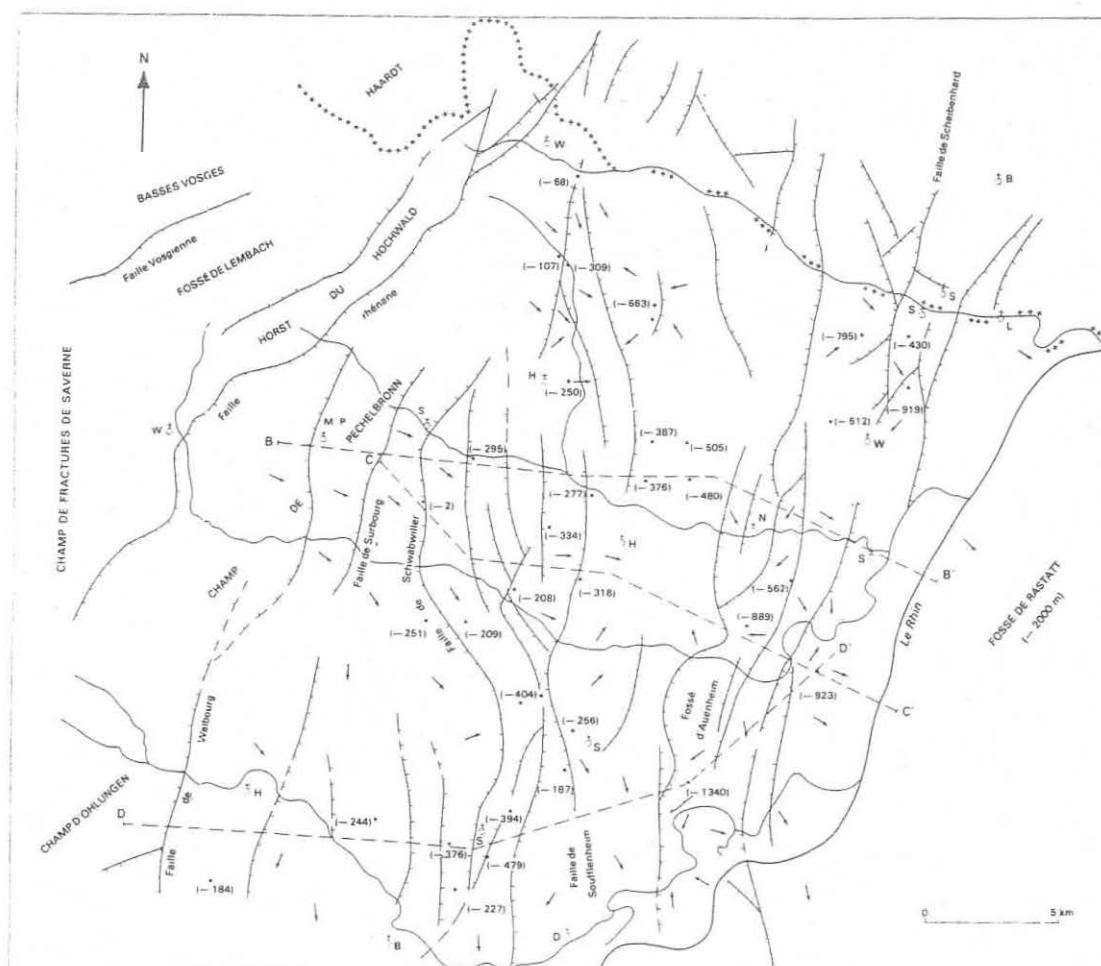 N
HAARDT
W
BASSES VOSGES
Faille Vosgienne
FOSSÉ DE LEMBACH
HORST
DU
HOCHWALD
Faille
rhénane
Faille de Scheibenhard
B
(— 68)
(— 107)
(— 309)
(— 663)
(— 795)
(— 430)
S
S
L
(— 919)
(— 612)
W
H
(— 250)
CHAMP DE FRACTURES DE SAVERNE
W
B
M P
PECHELBRONN
S
C
(— 295)
(— 387)
(— 505)
(— 376)
(— 480)
(— 277)
(— 2)
DE
CHAMP
Faille de Surbourg
Schwabwiller
de
Faille
(— 334)
H
N
S
B'
(— 318)
(— 208)
(— 562)
(— 889)
(— 251)
(— 209)
Le Rhin
FOSSÉ DE RASTATT
(— 2000 m)
D'
(— 923)
C'
(— 404)
(— 256)
S
Fossé
d'Auenheim
(— 187)
(— 1340)
Walbourg
de
Faille
H
D
CHAMP D'OHLUNGEN
(— 244)
(— 394)
S
(— 376)
(— 479)
(— 184)
(— 227)
Faille de
Soufflenheim
B
D
0
5 km